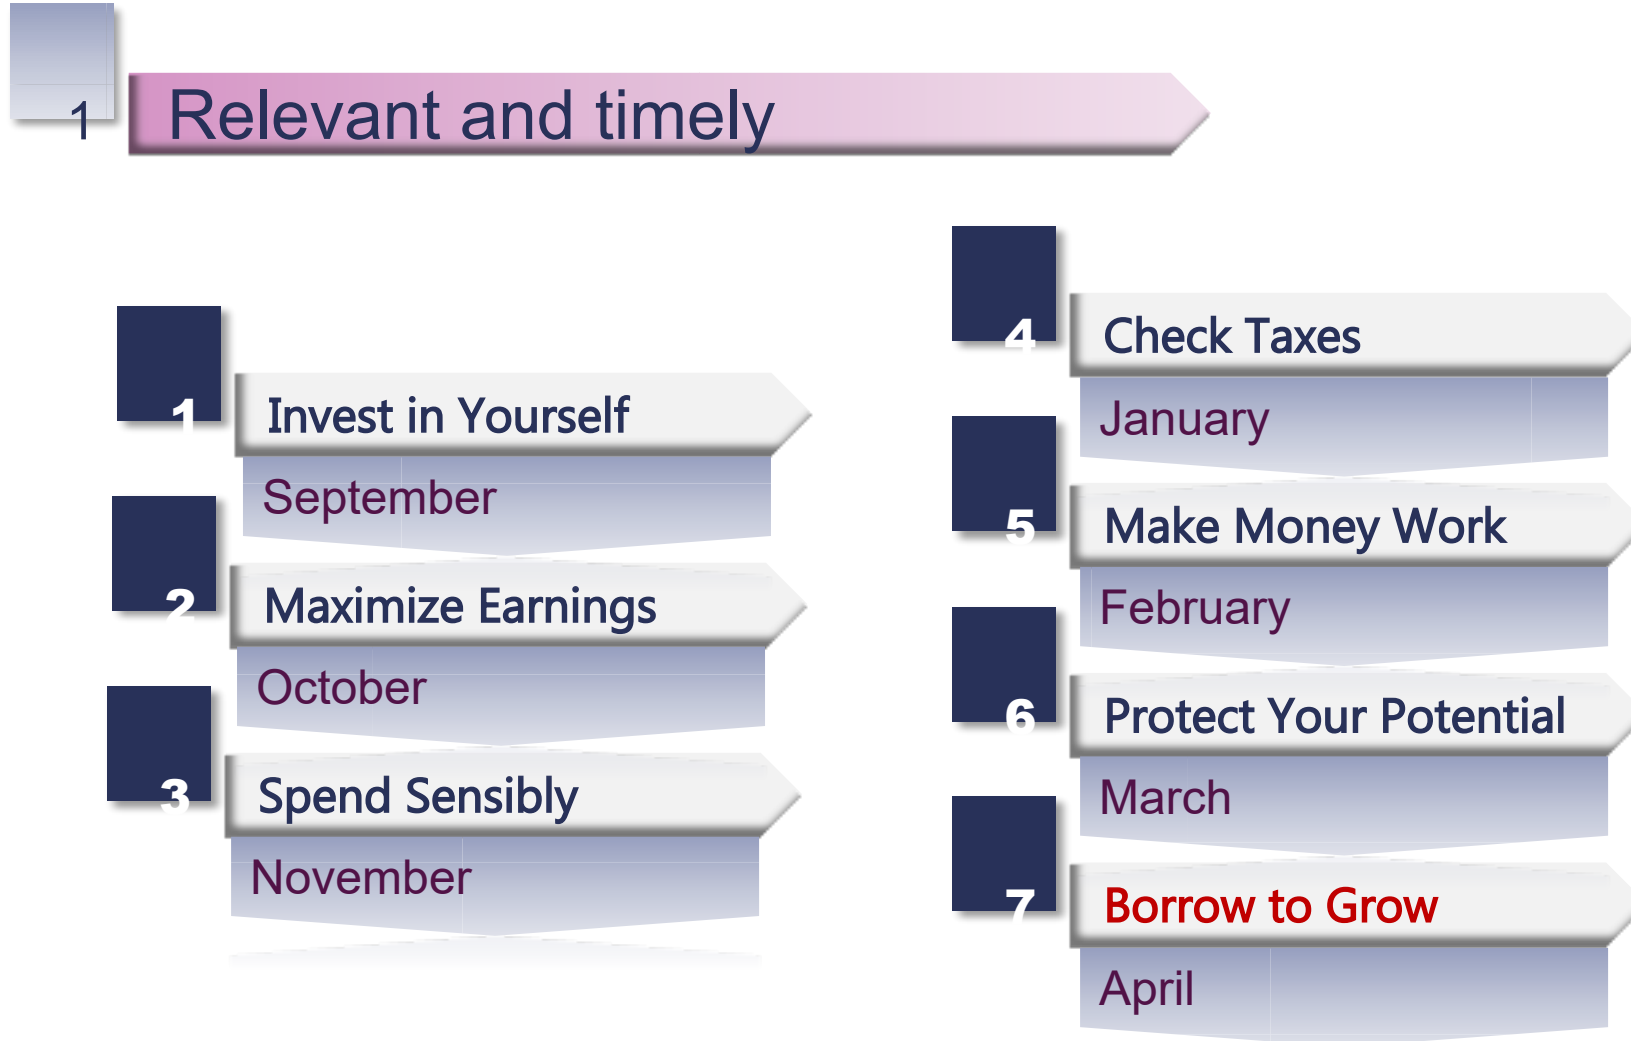 1
Relevant and timely
1
Invest in Yourself
September
2
Maximize Earnings
October
3
Spend Sensibly
November
4
Check Taxes
January
5
Make Money Work
February
6
Protect Your Potential
March
7
Borrow to Grow
April